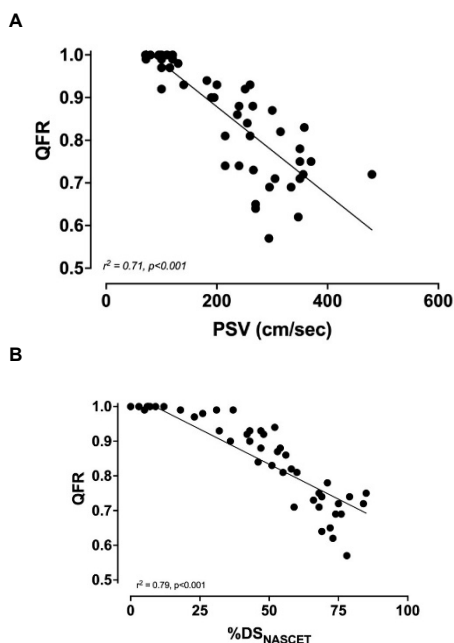 A
1.0
0.9
0.8
0.7
0.6
0.5
QFR
r² = 0.71, p<0.001
0 200 400 600
PSV (cm/sec)
B
1.0
0.9
0.8
0.7
0.6
0.5
QFR
r² = 0.79, p<0.001
0 25 50 75 100
%DS_NASCET